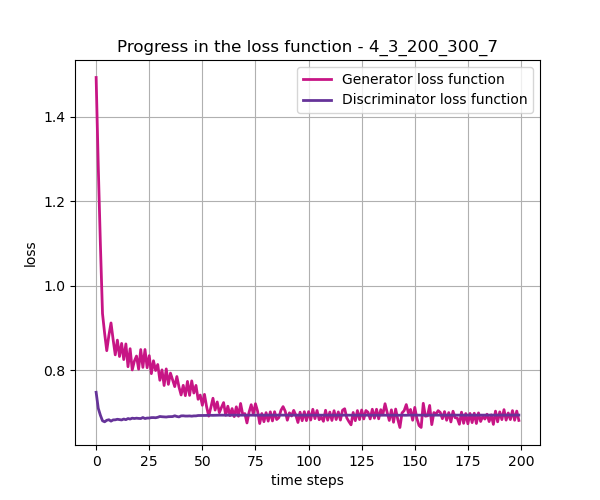 Progress in the loss function - 4_3_200_300_7
Generator loss function
Discriminator loss function
1.4
1.2
1.0
0.8
loss
0
25
50
75
100
125
150
175
200
time steps